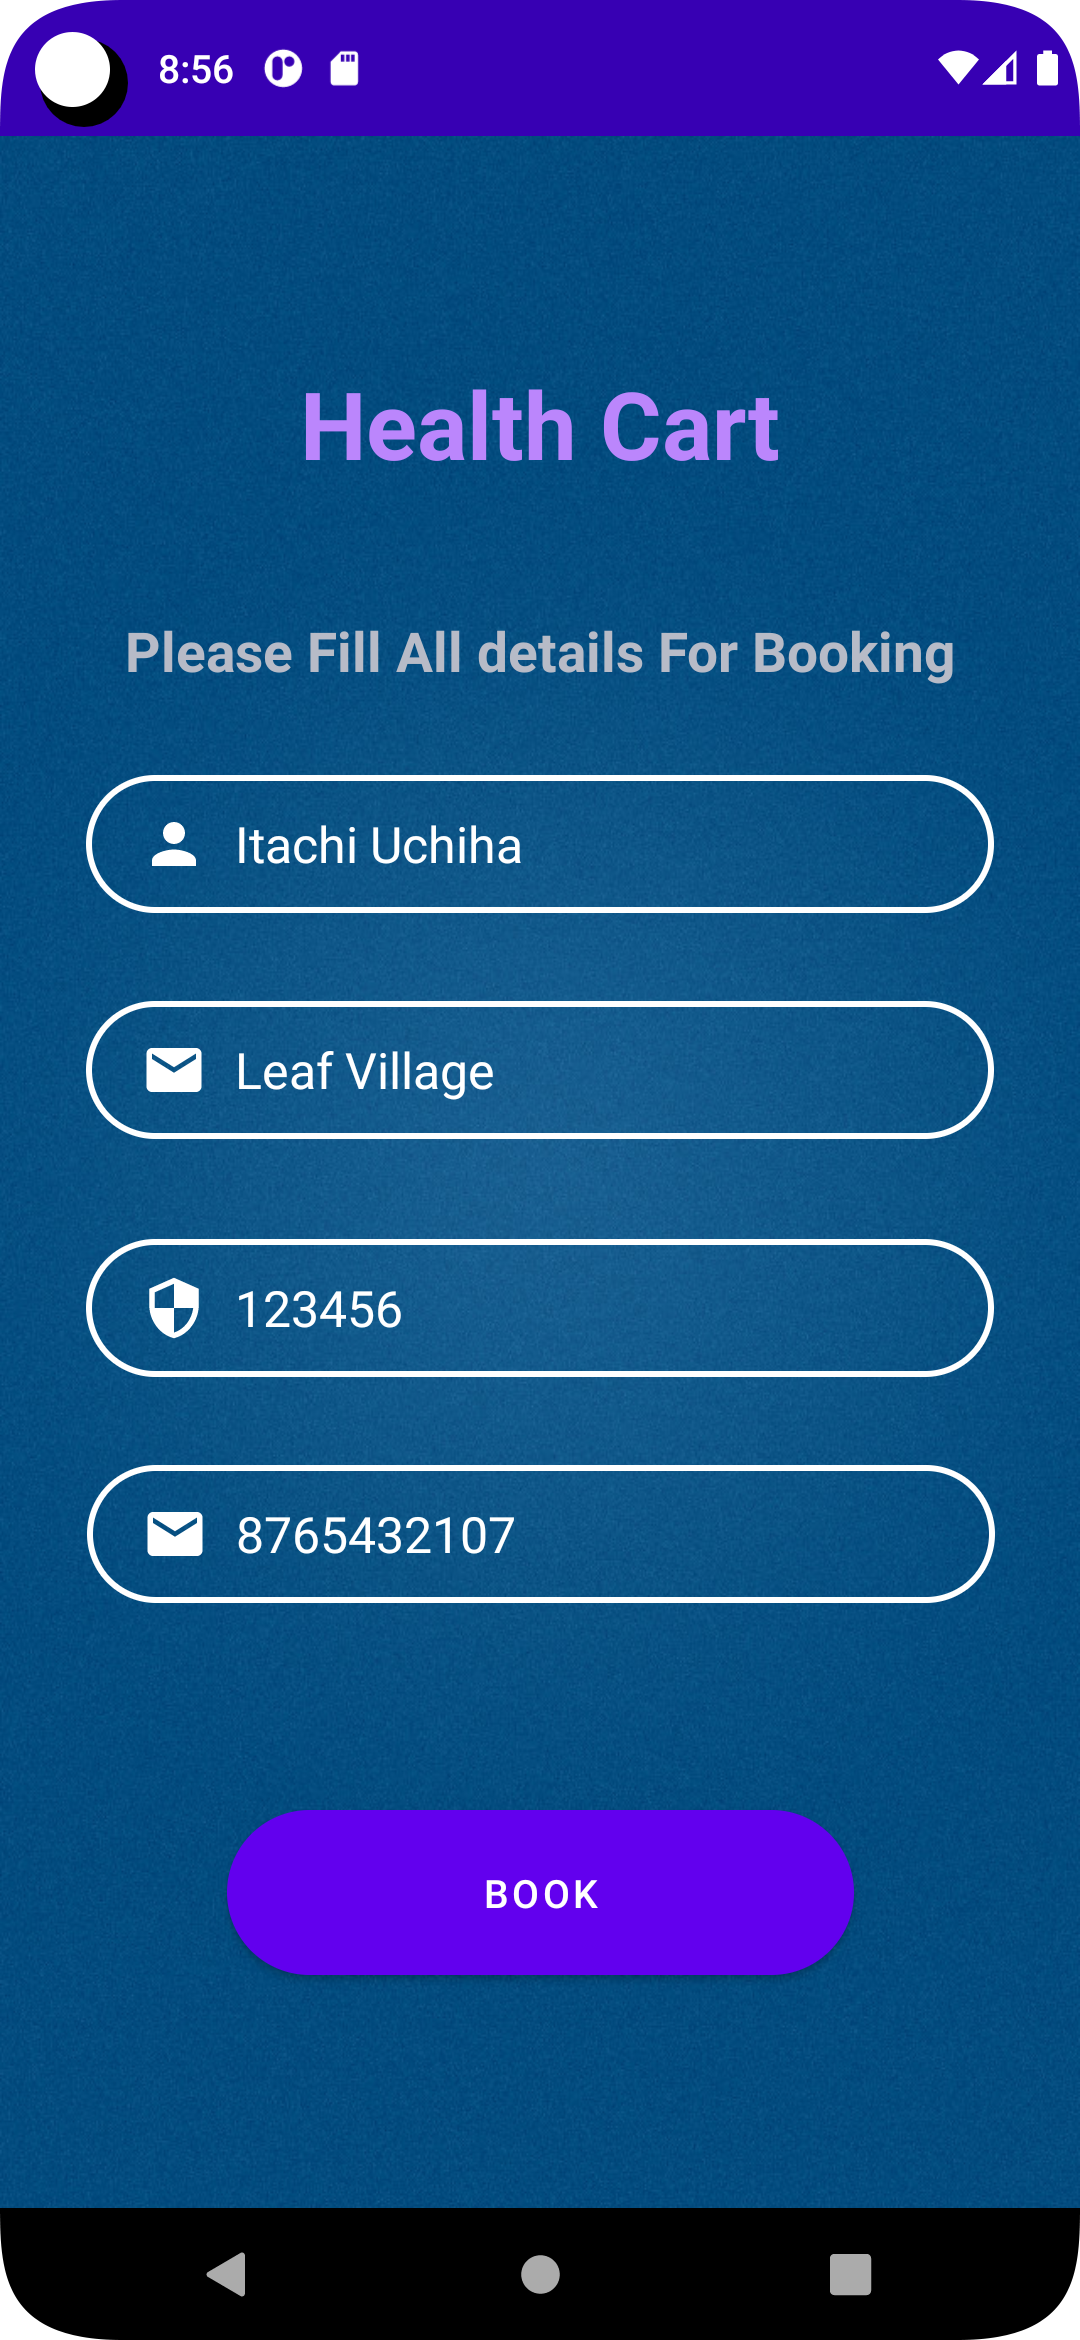 8:56
Health Cart
Please Fill All details For Booking
Itachi Uchiha
Leaf Village
123456
8765432107
BOOK